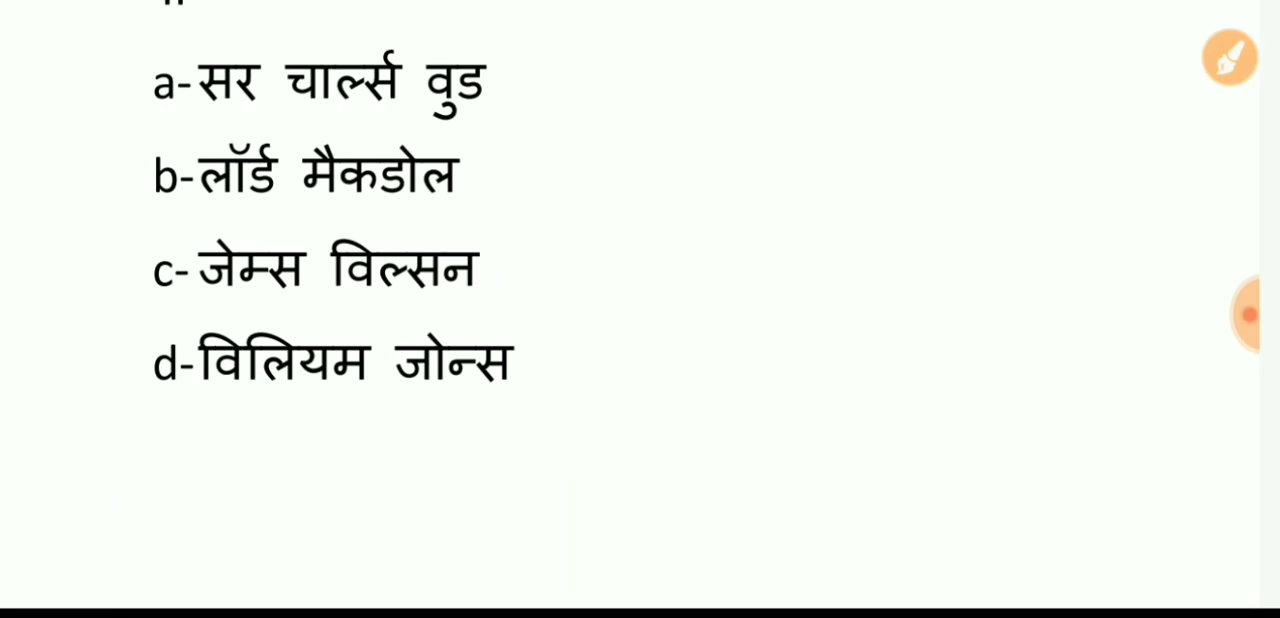 a-सर चार्ल्स वुड
b-लॉर्ड मैकडोल
c-जेम्स विल्सन
d-विलियम जोन्स